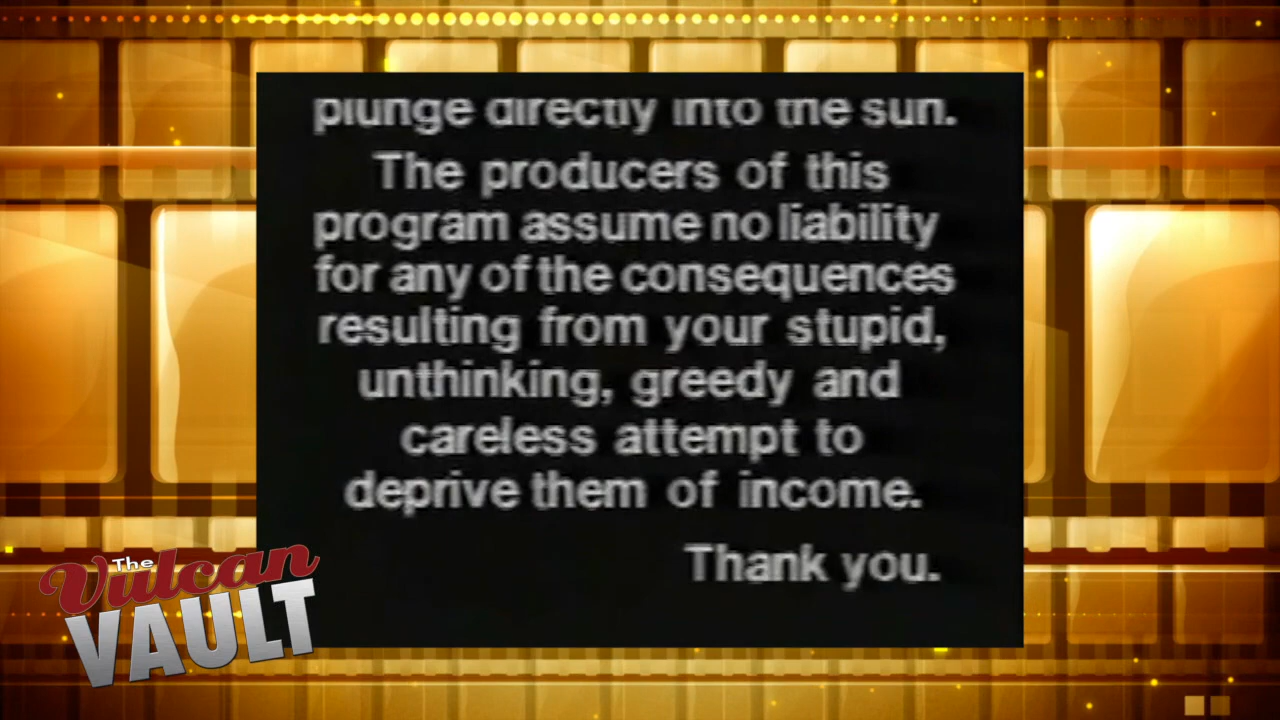 plunge directly into the sun.
The producers of this
program assume no liability
for any of the consequences
resulting from your stupid,
unthinking, greedy and
careless attempt to
deprive them of income.
Thank you.
The
Vulcan
VAULT